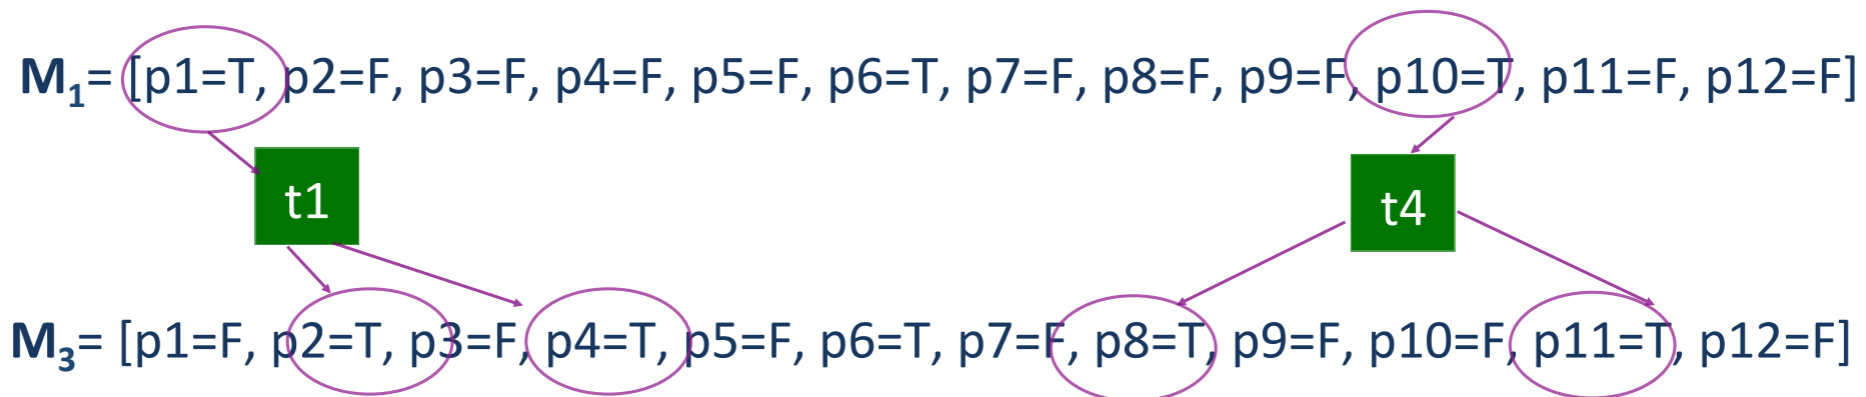 M1= [p1=T, p2=F, p3=F, p4=F, p5=F, p6=T, p7=F, p8=F, p9=F, p10=T, p11=F, p12=F]
t1
t4
M3= [p1=F, p2=T, p3=F, p4=T, p5=F, p6=T, p7=F, p8=T, p9=F, p10=F, p11=T, p12=F]